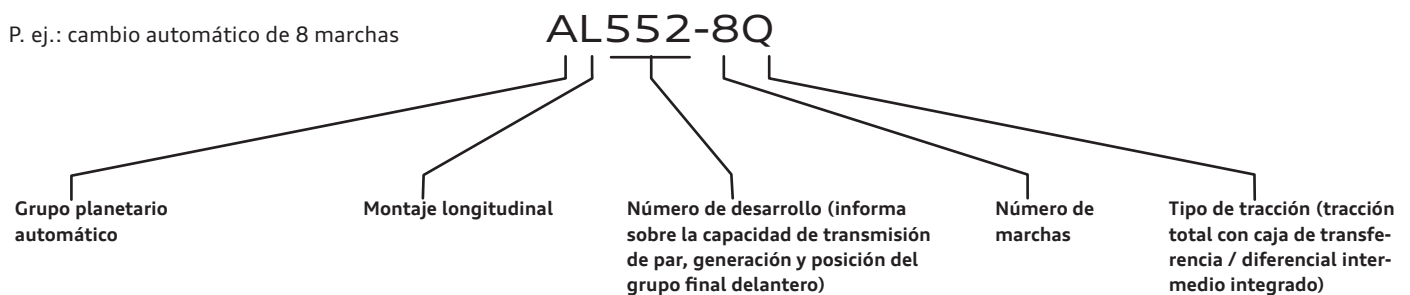 P. ej.: cambio automático de 8 marchas
AL552-8Q
Grupo planetario
automático
Montaje longitudinal
Número de desarrollo (informa
sobre la capacidad de transmisión
de par, generación y posición del
grupo final delantero)
Número de
marchas
Tipo de tracción (tracción
total con caja de transfe-
rencia / diferencial inter-
medio integrado)